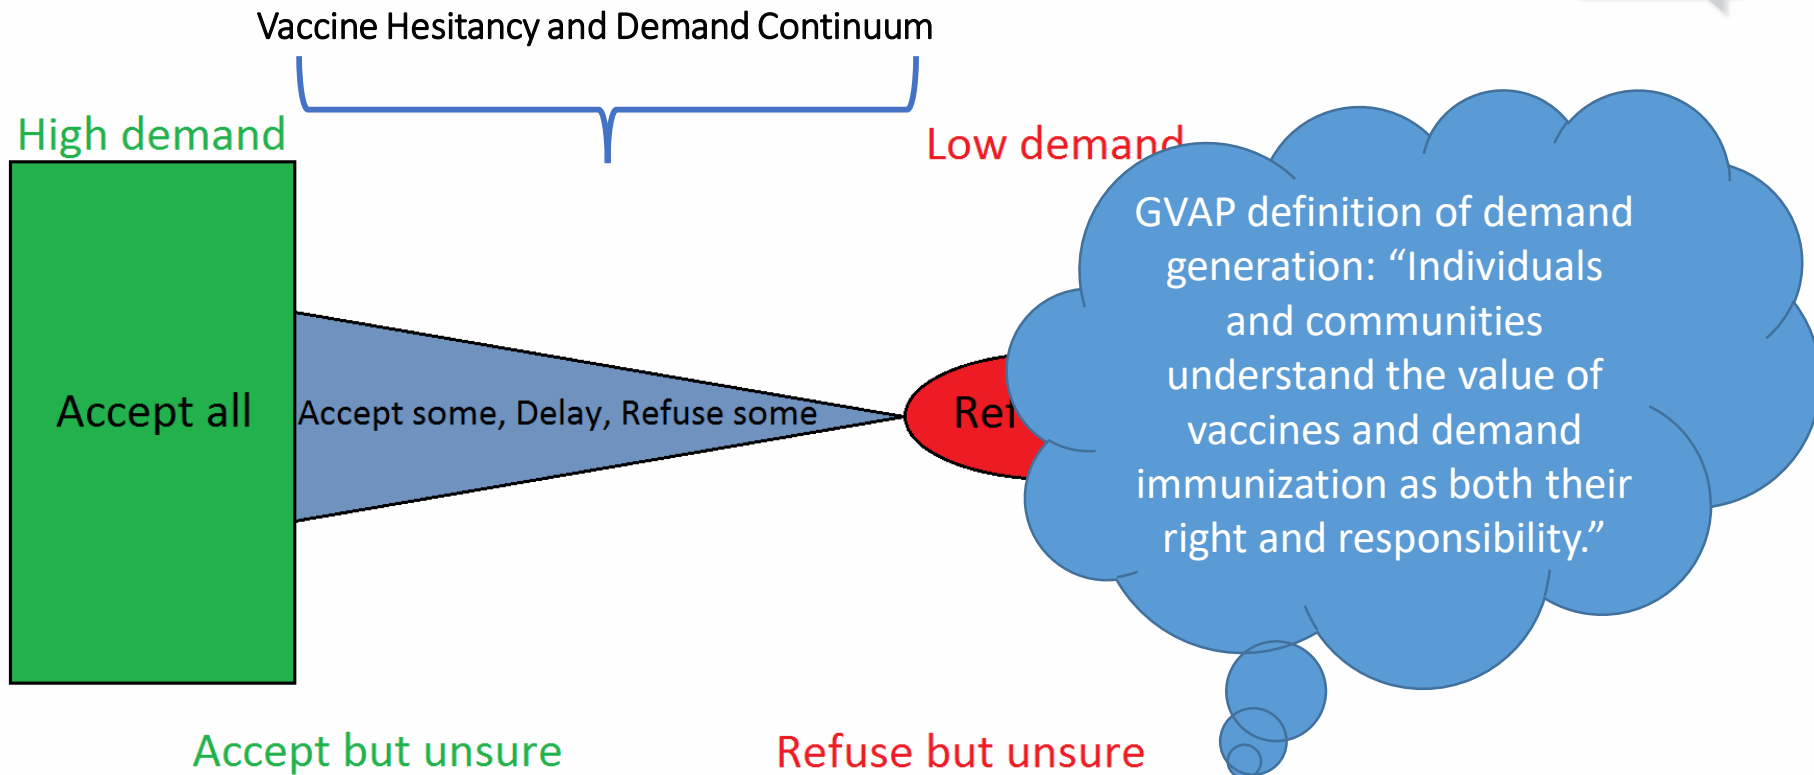 Vaccine Hesitancy and Demand Continuum
High demand
Low demand
Accept all
Accept some, Delay, Refuse some
GVAP definition of demand
generation: “Individuals
and communities
understand the value of
vaccines and demand
immunization as both their
right and responsibility.”
Accept but unsure
Refuse but unsure